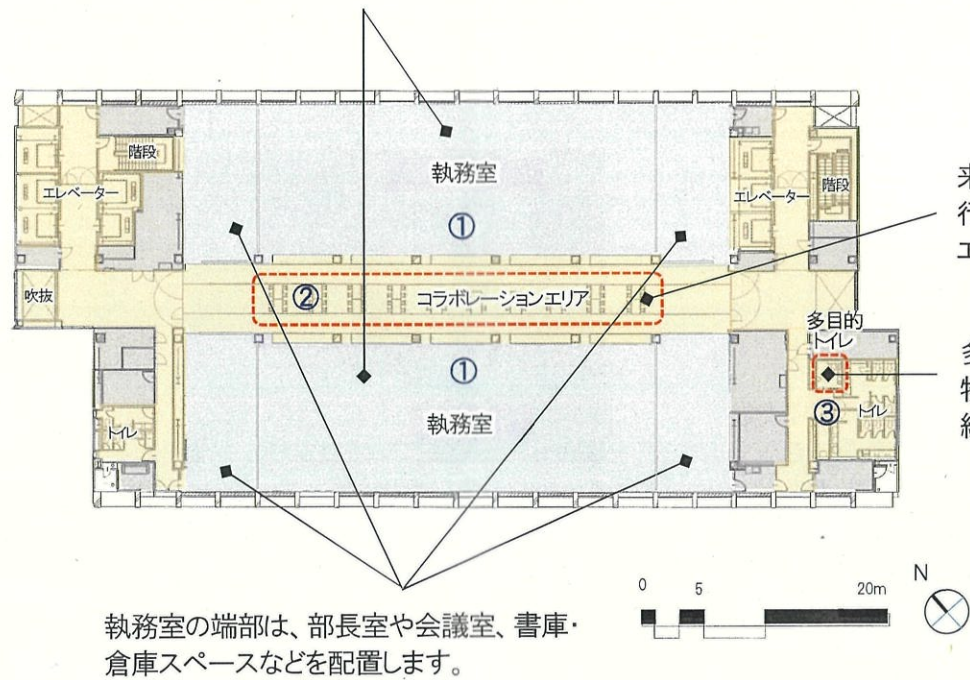 階段
エレベーター
執務室
①
エレベーター
階段
来
行
エ
吹抜
②
コラボレーションエリア
多目的
トイレ
多
①
執務室
トイレ
③
トイレ
0
5
20m
N
執務室の端部は、部長室や会議室、書庫・
倉庫スペースなどを配置します。